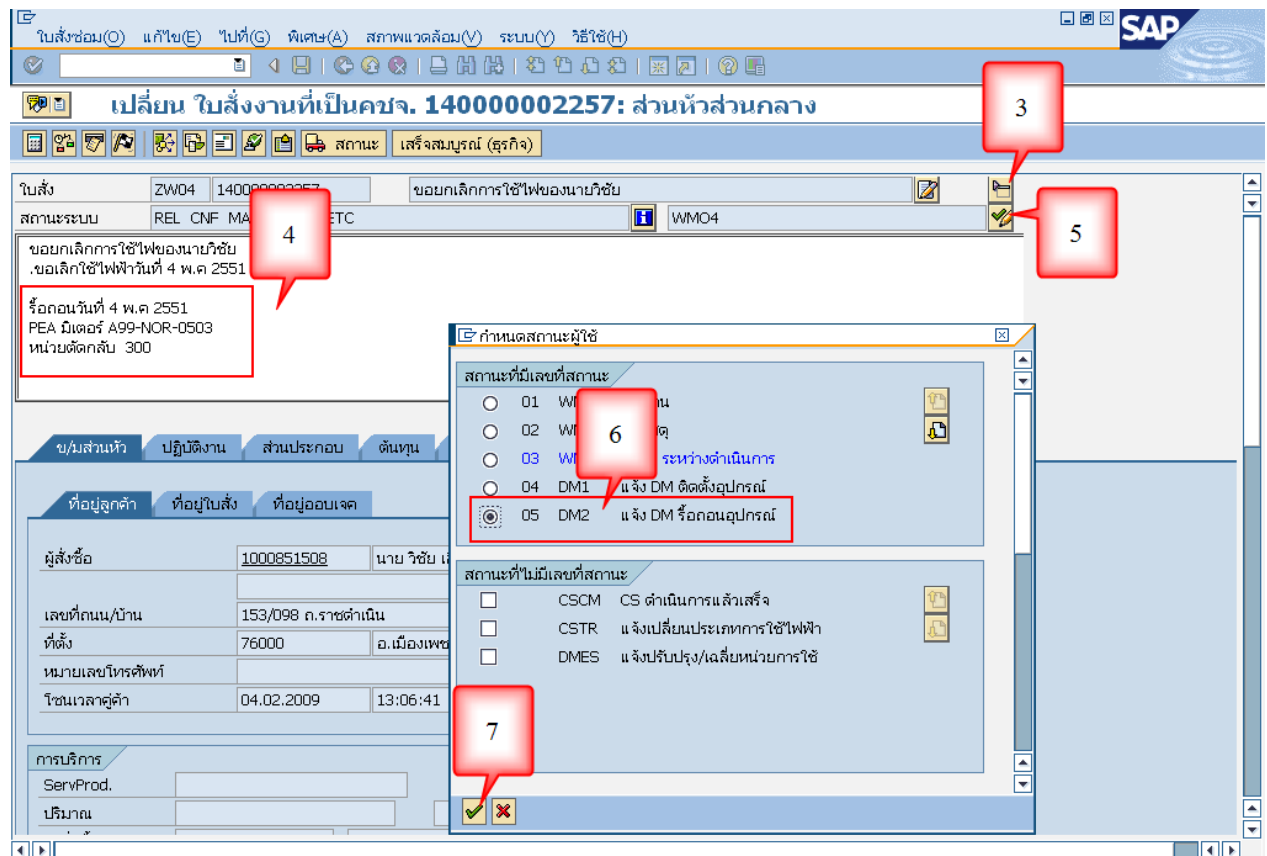 ใบสั่งซ่อม(O) แก้ไข(E) ไปที่(G) พิเศษ(A) สภาพแวดล้อม(V) ระบบ(Y) วิธีใช้(H)
SAP
เปลี่ยน ใบสั่งงานที่เป็นคชจ. 140000002257: ส่วนหัวส่วนกลาง
3
สถานะ เสร็จสมบูรณ์ (ธุรกิจ)
ใบสั่ง ZW04 140000002257 ขอยกเลิกการใช้ไฟของนายวิชัย
สถานะระบบ REL CNF MA ETC WMO4
4
5
ขอยกเลิกการใช้ไฟของนายวิชัย
.ขอเลิกใช้ไฟฟ้าวันที่ 4 พ.ค 2551
รื้อถอนวันที่ 4 พ.ค 2551
PEA มิเตอร์ A99-NOR-0503
หน่วยตัดกลับ 300
กำหนดสถานะผู้ใช้
สถานะที่มีเลขที่สถานะ
01
02
6
03 ระหว่างดำเนินการ
04 DM1 แจ้ง DM ติดตั้งอุปกรณ์
05 DM2 แจ้ง DM รื้อถอนอุปกรณ์
สถานะที่ไม่มีเลขที่สถานะ
CSCM CS ดำเนินการแล้วเสร็จ
CSTR แจ้งเปลี่ยนประเภทการใช้ไฟฟ้า
DMES แจ้งปรับปรุง/เฉลี่ยหน่วยการใช้
7
ข/มส่วนหัว ปฏิบัติงาน ส่วนประกอบ ต้นทุน
ที่อยู่ลูกค้า ที่อยู่ใบสั่ง ที่อยู่ออบเจค
ผู้สั่งซื้อ 1000851508 นาย วิชัย
เลขที่ถนน/บ้าน 153/098 ถ.ราชดำเนิน
ที่ตั้ง 76000 อ.เมืองเพช
หมายเลขโทรศัพท์
โซนเวลาคู่ค้า 04.02.2009 13:06:41
การบริการ
ServProd.
ปริมาณ